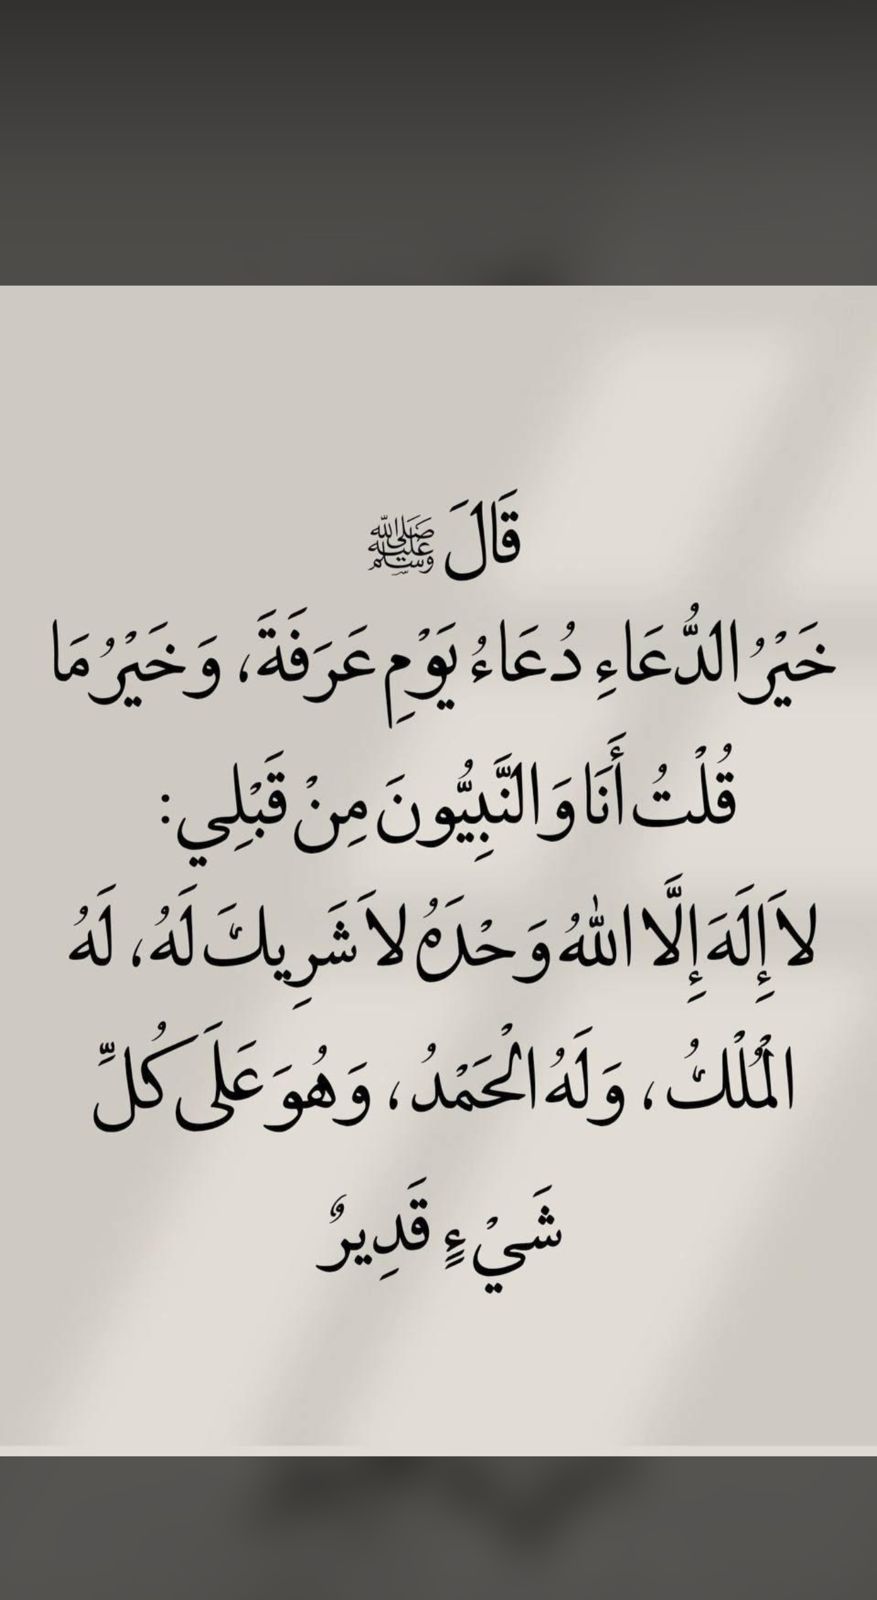 قَالَ ﷺ
خَيْرُ الدُّعَاءِ دُعَاءُ يَوْمِ عَرَفَةَ، وَخَيْرُ مَا
قُلْتُ أَنَا وَالنَّبِيُّونَ مِنْ قَبْلِي:
لاَ إِلَهَ إِلَّا اللهُ وَحْدَهُ لاَ شَرِيكَ لَهُ، لَهُ
الْمُلْكُ، وَلَهُ الْحَمْدُ، وَهُوَ عَلَى كُلِّ
شَيْءٍ قَدِيرٌ